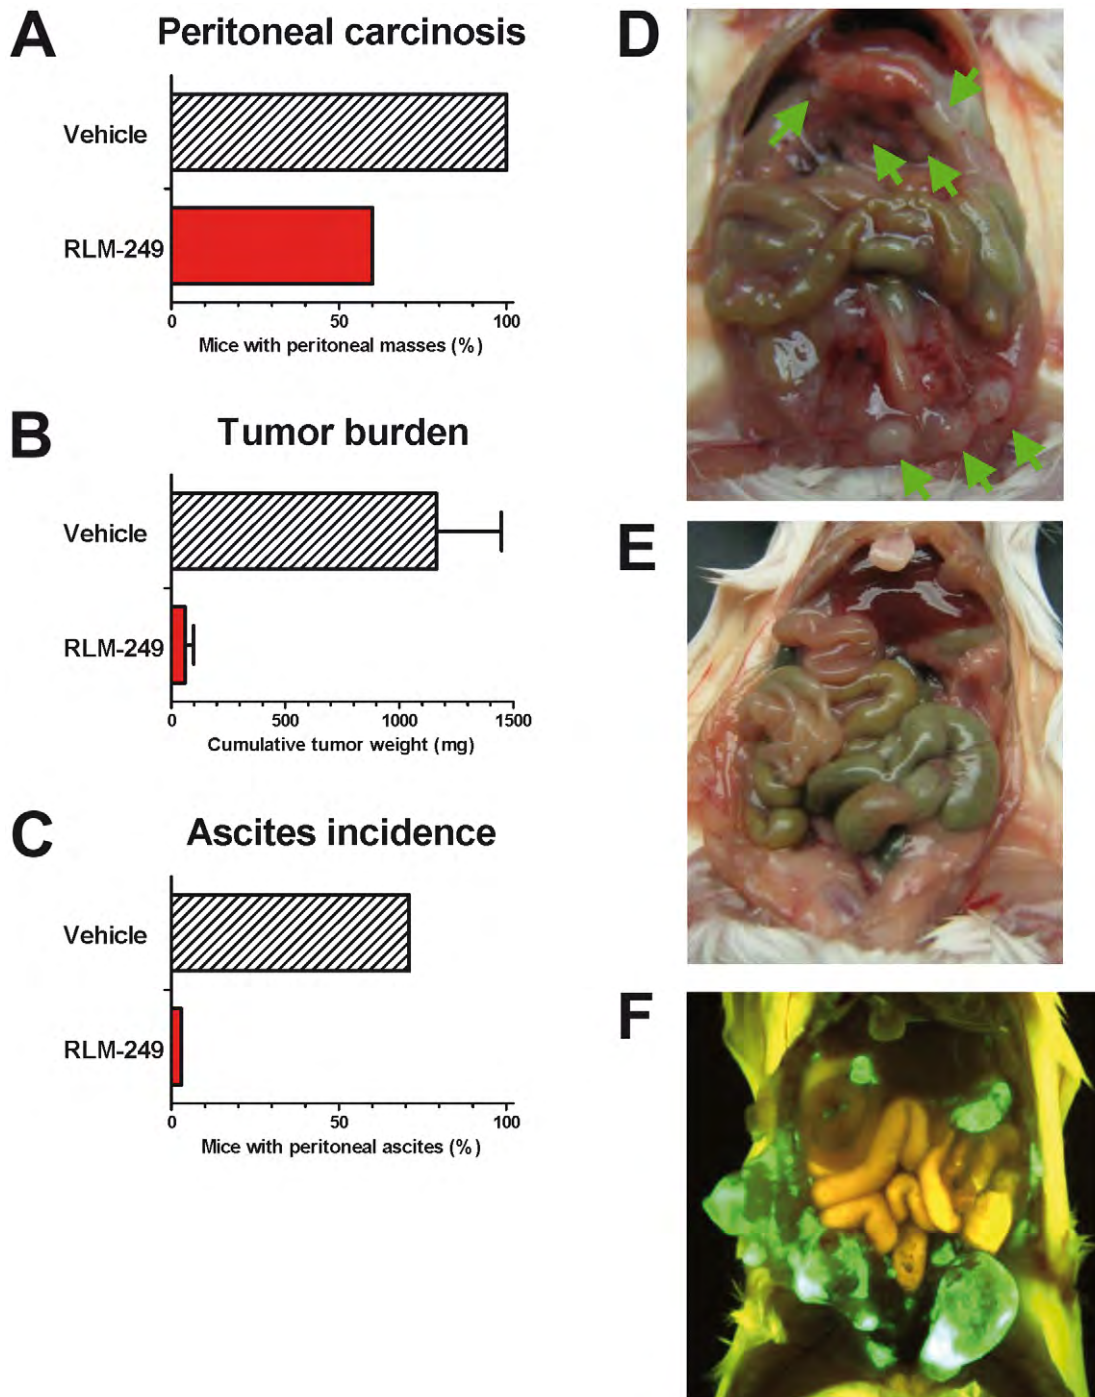 A
Peritoneal carcinosis
Vehicle
RLM-249
0 50 100
Mice with peritoneal masses (%)
B
Tumor burden
Vehicle
RLM-249
0 500 1000 1500
Cumulative tumor weight (mg)
C
Ascites incidence
Vehicle
RLM-249
0 50 100
Mice with peritoneal ascites (%)
D
E
F